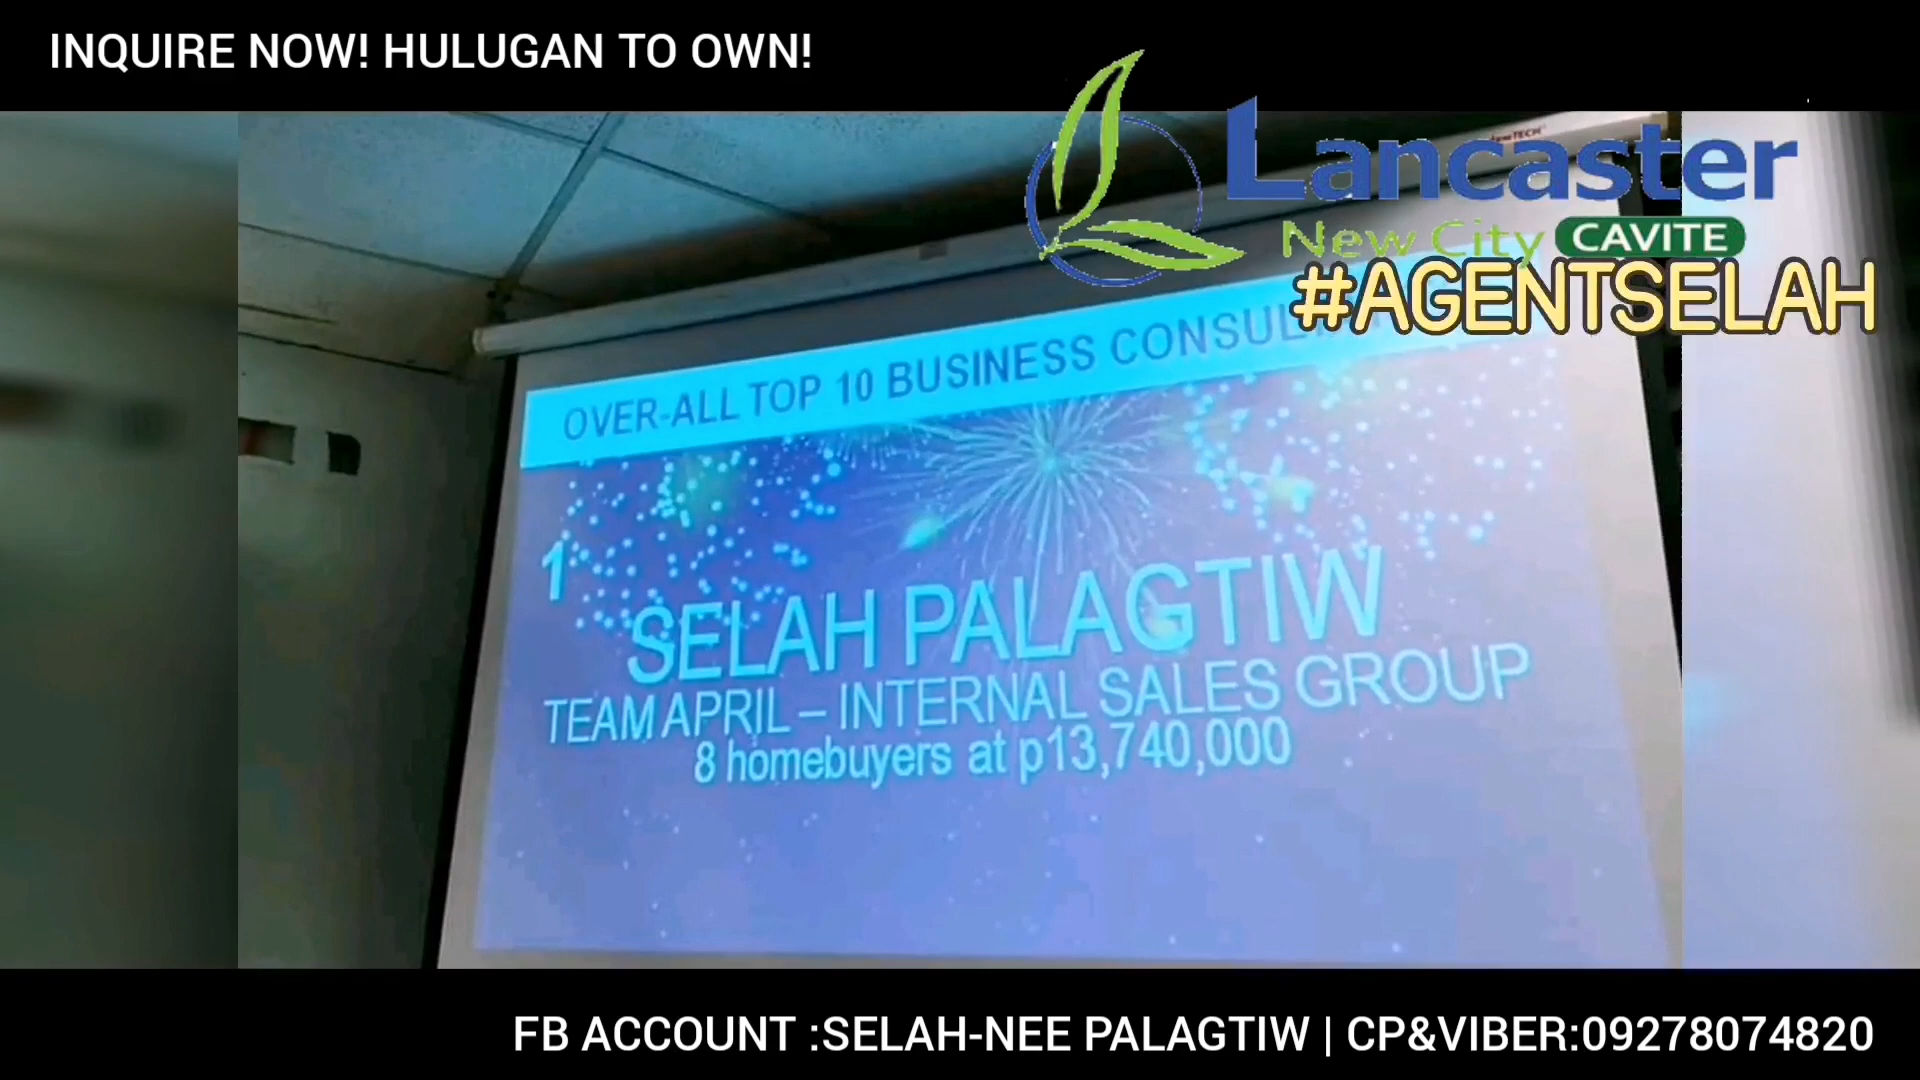 INQUIRE NOW! HULUGAN TO OWN!
Lancaster
New City CAVITE
#AGENTSELAH
OVER-ALL TOP 10 BUSINESS
1
SELAH PALAGTIW
TEAM APRIL – INTERNAL SALES GROUP
8 homebuyers at p13,740,000
FB ACCOUNT :SELAH-NEE PALAGTIW | CP&VIBER:09278074820